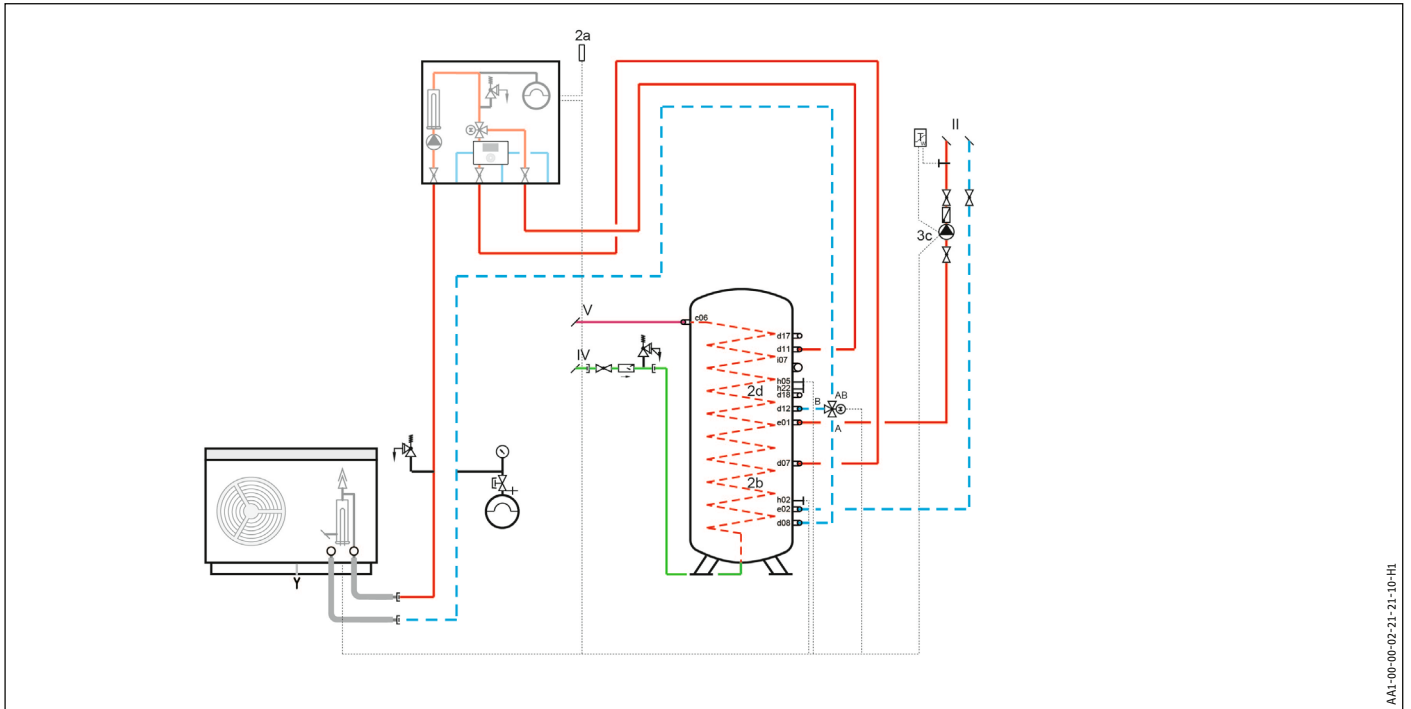 2a
II
T
3c
V
c06
d17
d11
i07
IV
h05
h22
2d
d18
AB
d12
B
M
e01
A
d07
2b
h02
e02
d08
AA1-00-00-02-21-21-10-H1